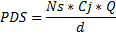 PDS = Ns * Cj * Q / d